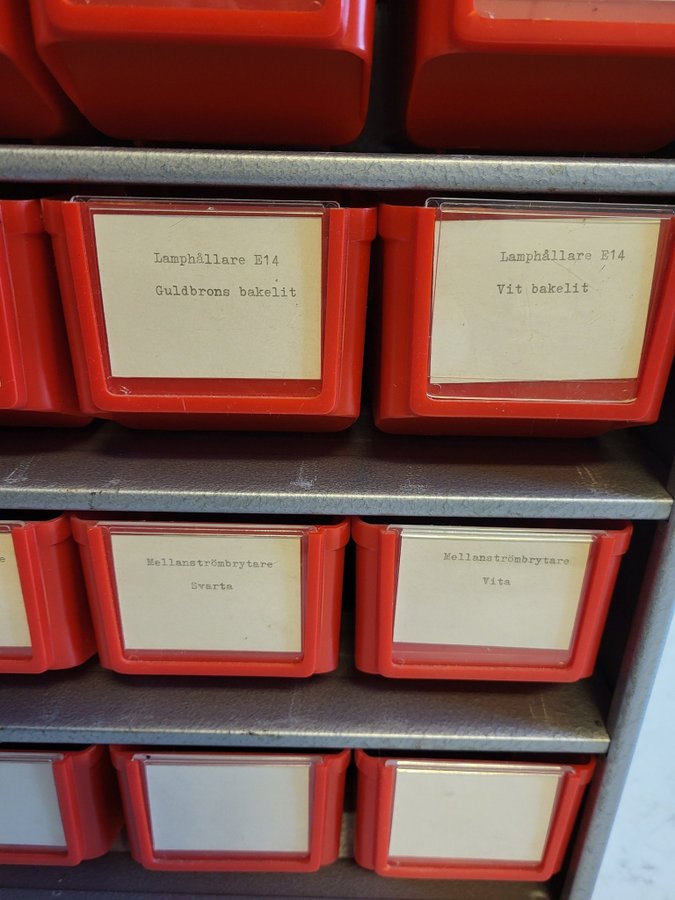 Lamphållare E14
Guldbrons bakelit
Lamphållare E14
Vit bakelit
Mellanströmbrytare
Svarta
Mellanströmbrytare
Vita